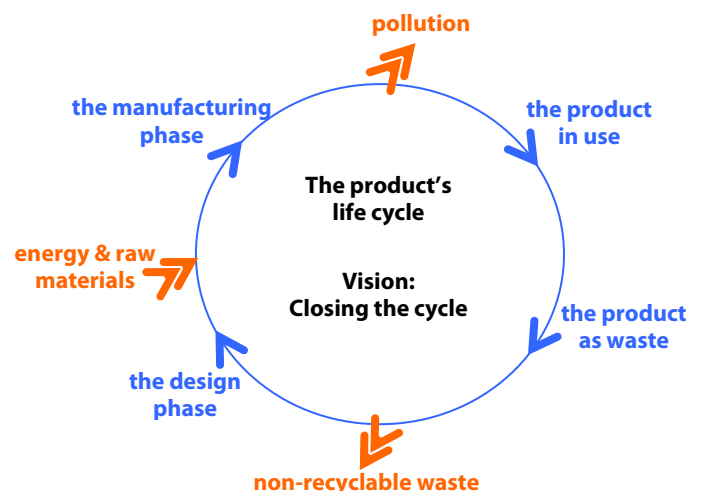 pollution
the manufacturing
phase
the product
in use
The product's
life cycle
energy & raw
materials
Vision:
Closing the cycle
the product
as waste
the design
phase
non-recyclable waste